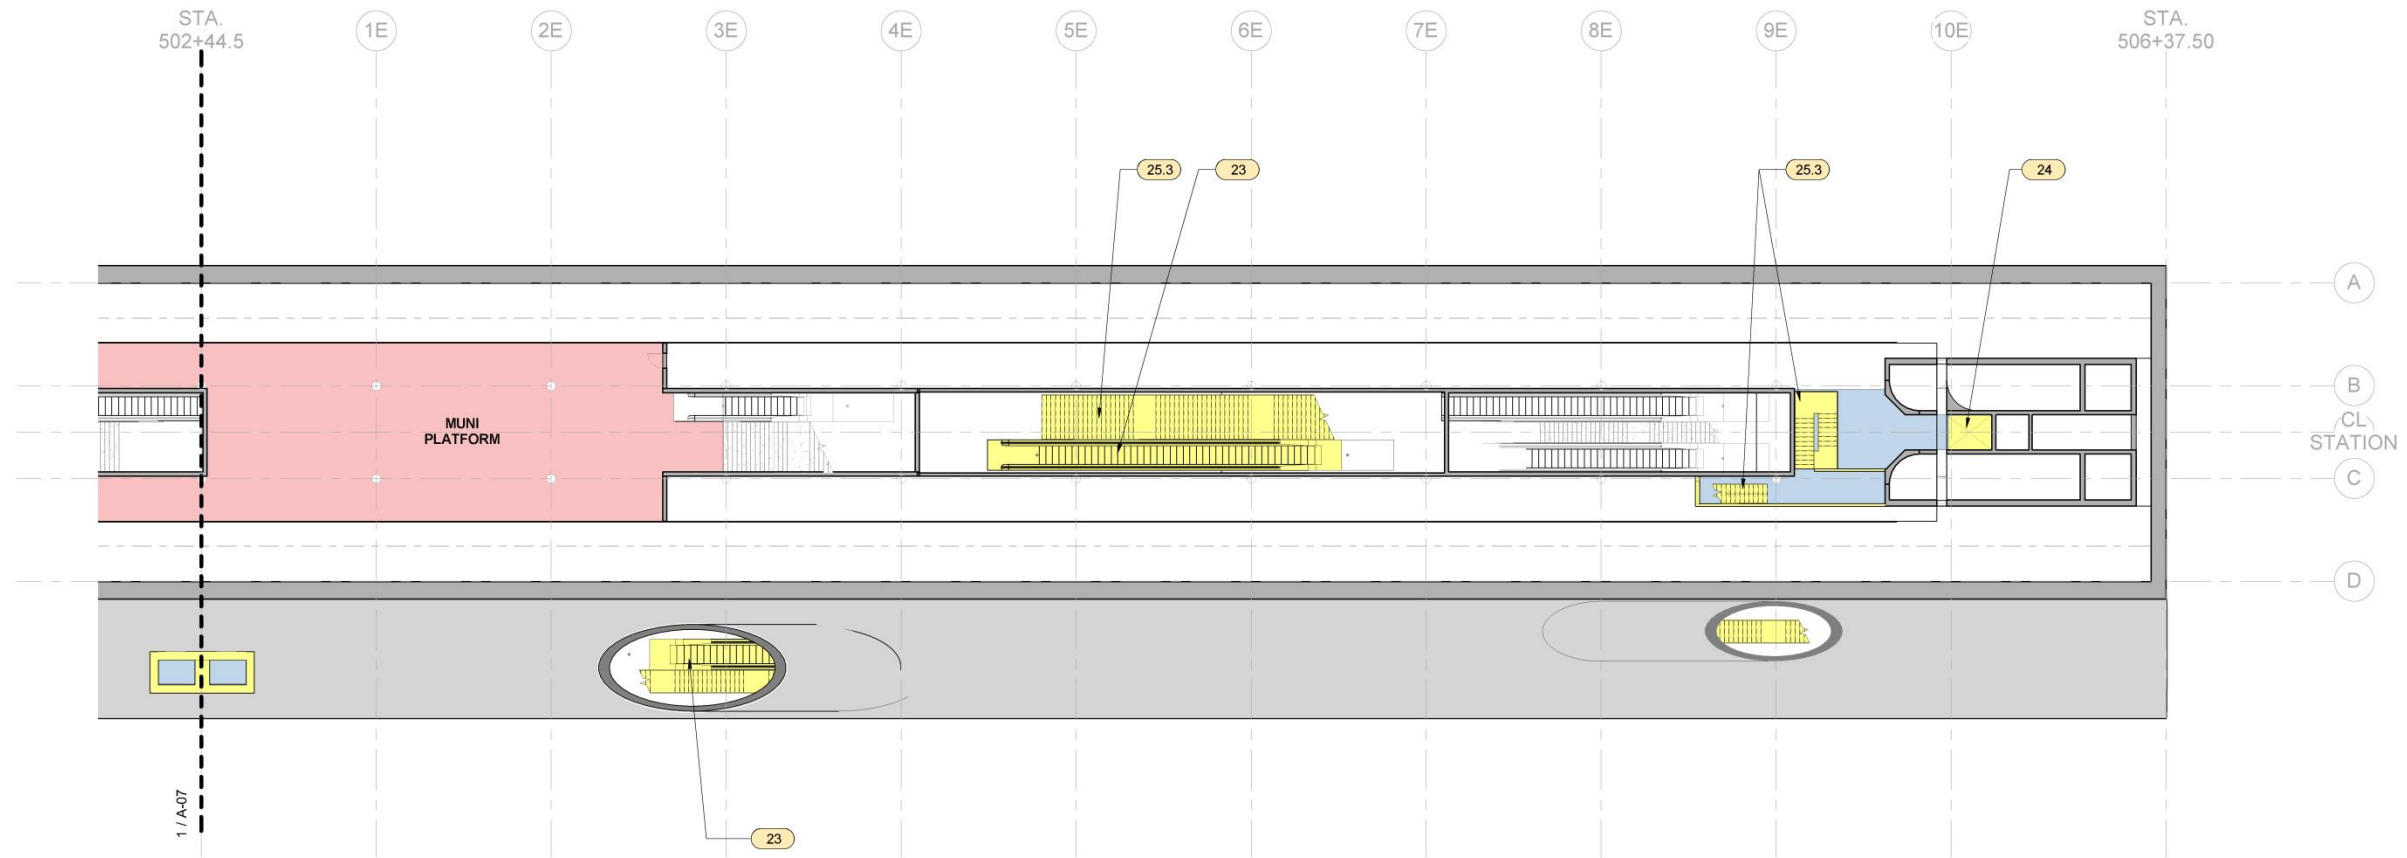 STA.
502+44.5
1E
2E
3E
4E
5E
6E
7E
8E
9E
10E
STA.
506+37.50
25.3
23
25.3
24
A
B
CL
STATION
C
D
MUNI
PLATFORM
1 / A-07
23